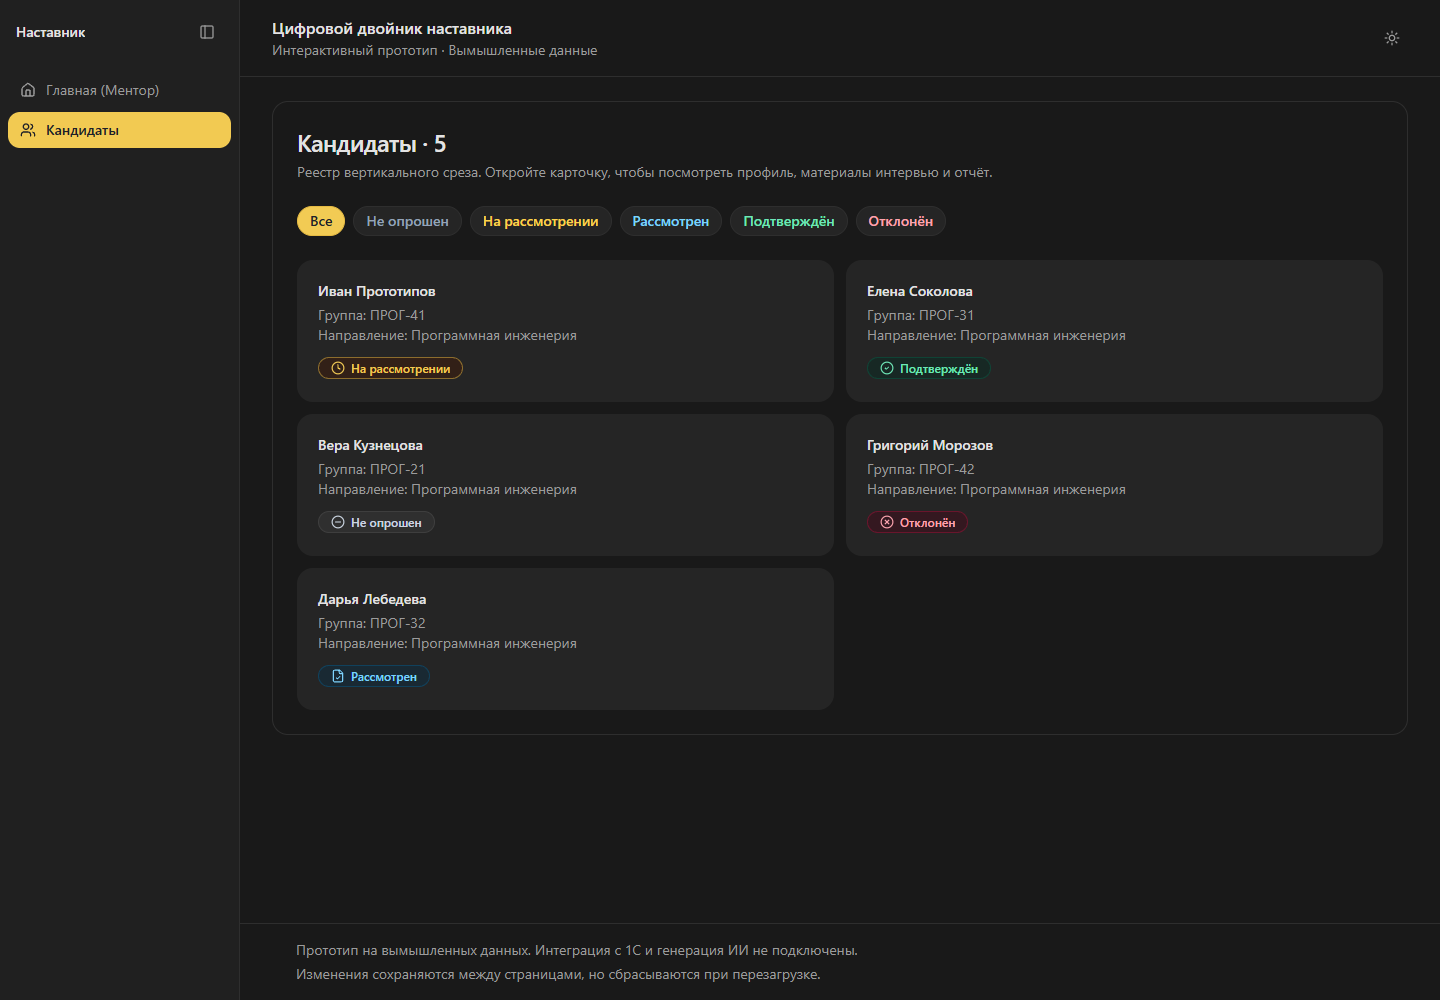 Наставник
Главная (Ментор)
Кандидаты
Цифровой двойник наставника
Интерактивный прототип · Вымышленные данные
Кандидаты · 5
Реестр вертикального среза. Откройте карточку, чтобы посмотреть профиль, материалы интервью и отчёт.
Все
Не опрошен
На рассмотрении
Рассмотрен
Подтверждён
Отклонён
Иван Прототипов
Группа: ПРОГ-41
Направление: Программная инженерия
На рассмотрении
Елена Соколова
Группа: ПРОГ-31
Направление: Программная инженерия
Подтверждён
Вера Кузнецова
Группа: ПРОГ-21
Направление: Программная инженерия
Не опрошен
Григорий Морозов
Группа: ПРОГ-42
Направление: Программная инженерия
Отклонён
Дарья Лебедева
Группа: ПРОГ-32
Направление: Программная инженерия
Рассмотрен
Прототип на вымышленных данных. Интеграция с 1С и генерация ИИ не подключены.
Изменения сохраняются между страницами, но сбрасываются при перезагрузке.